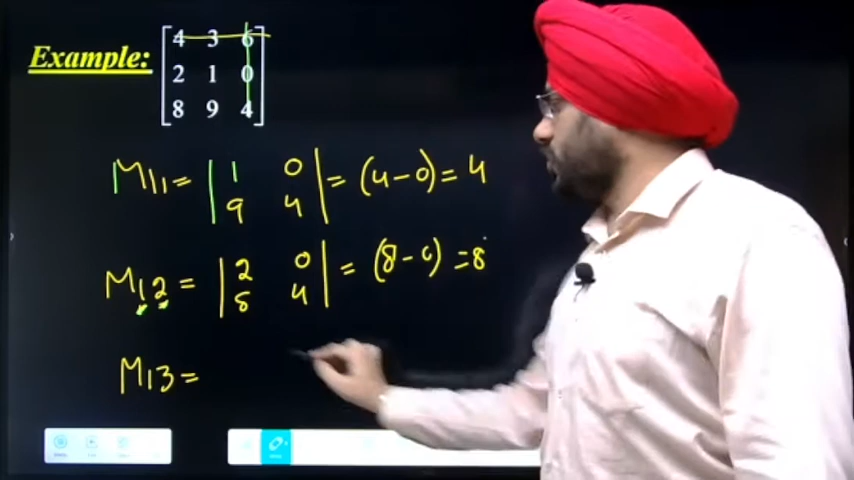 Example:
4 3 6
2 1 0
8 9 4
M11 = | 1 0 | = (4-0) = 4
| 9 4 |
M12 = | 2 0 | = (8-0) = 8
| 8 4 |
M13 =